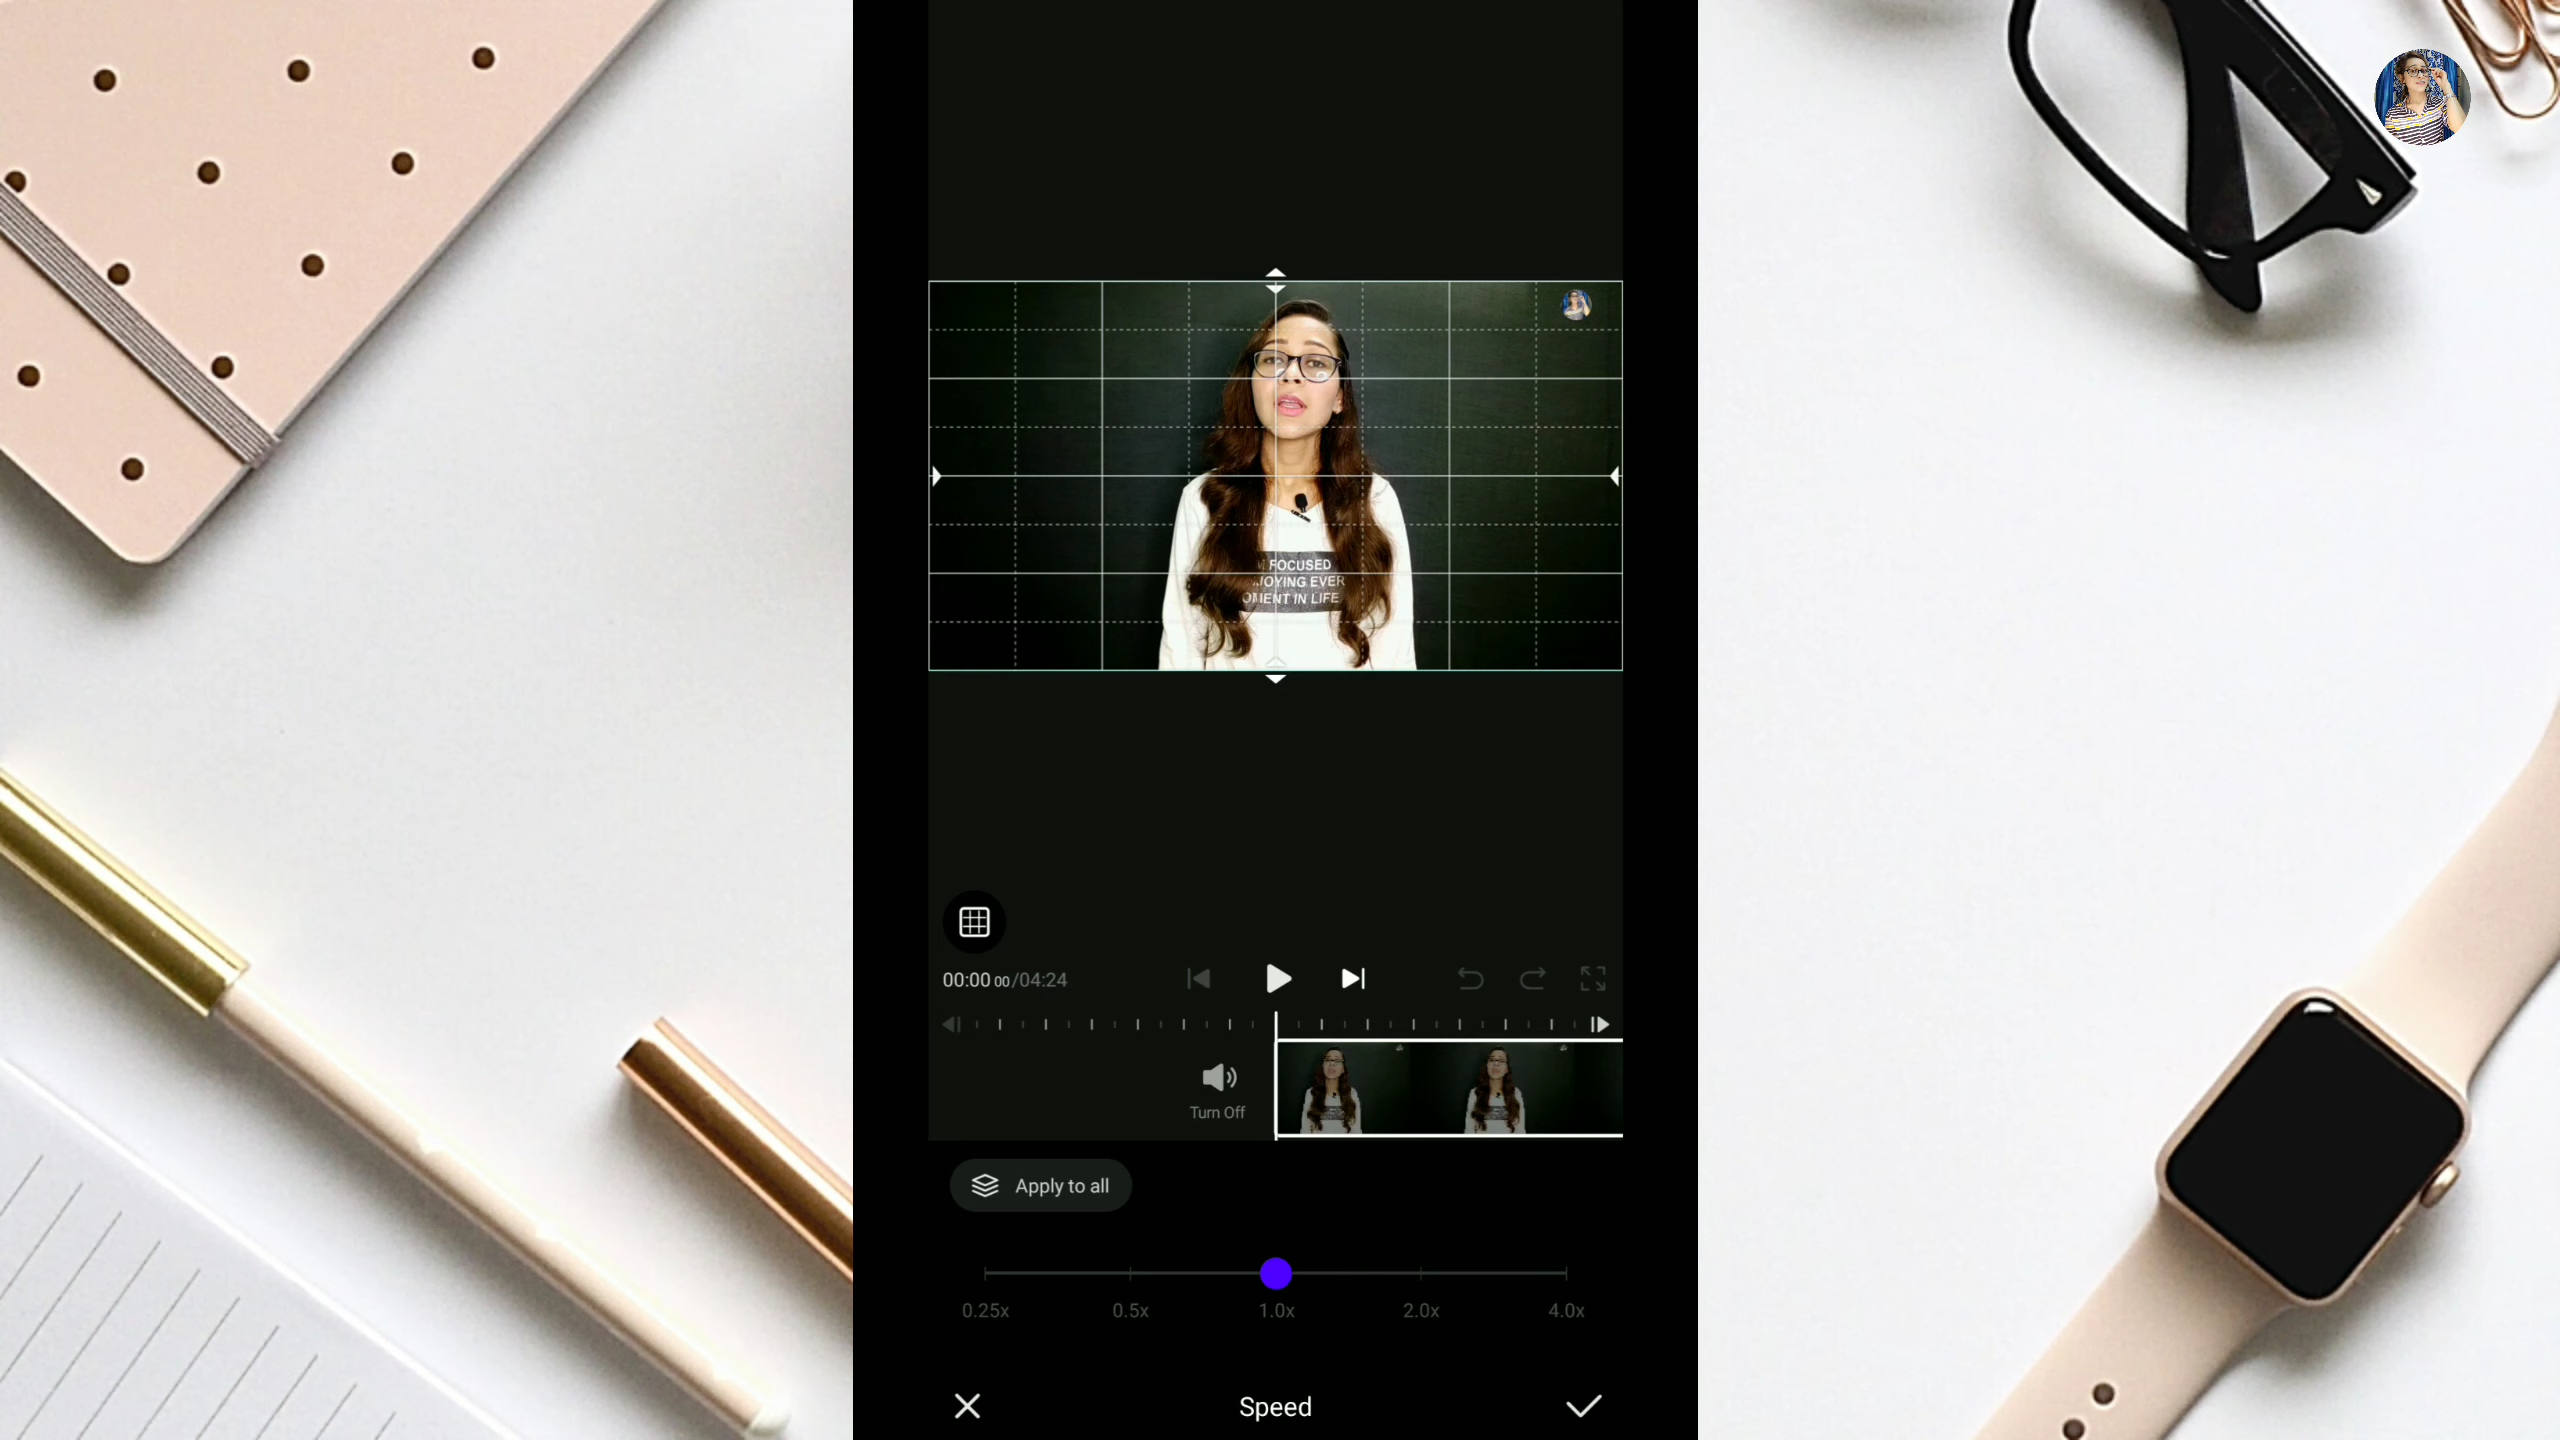 FOCUSED
JOYING EVER
OMENT IN LIFE
00:00 00/04:24
Turn Off
Apply to all
0.25x
0.5x
1.0x
2.0x
4.0x
Speed